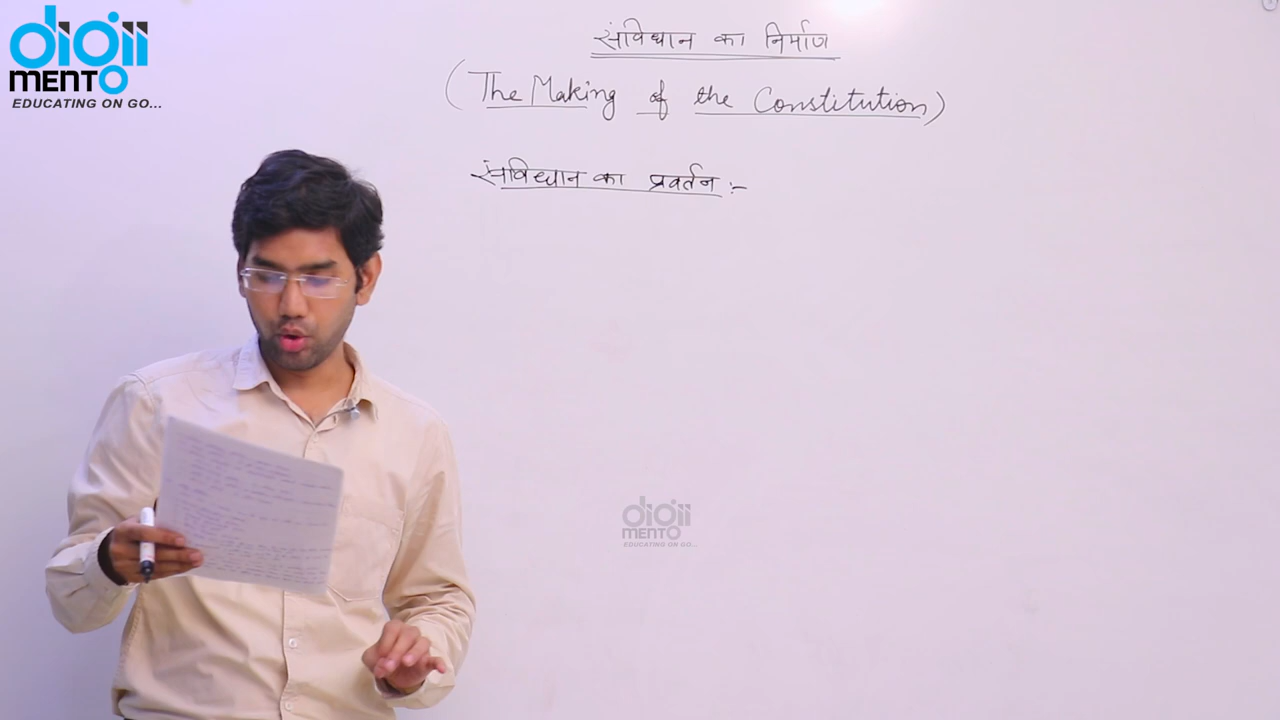 digii
MENTO
EDUCATING ON GO...
संविधान का निर्माण
(The Making of the Constitution)
संविधान का प्रवर्तन :-
digii
MENTO
EDUCATING ON GO...